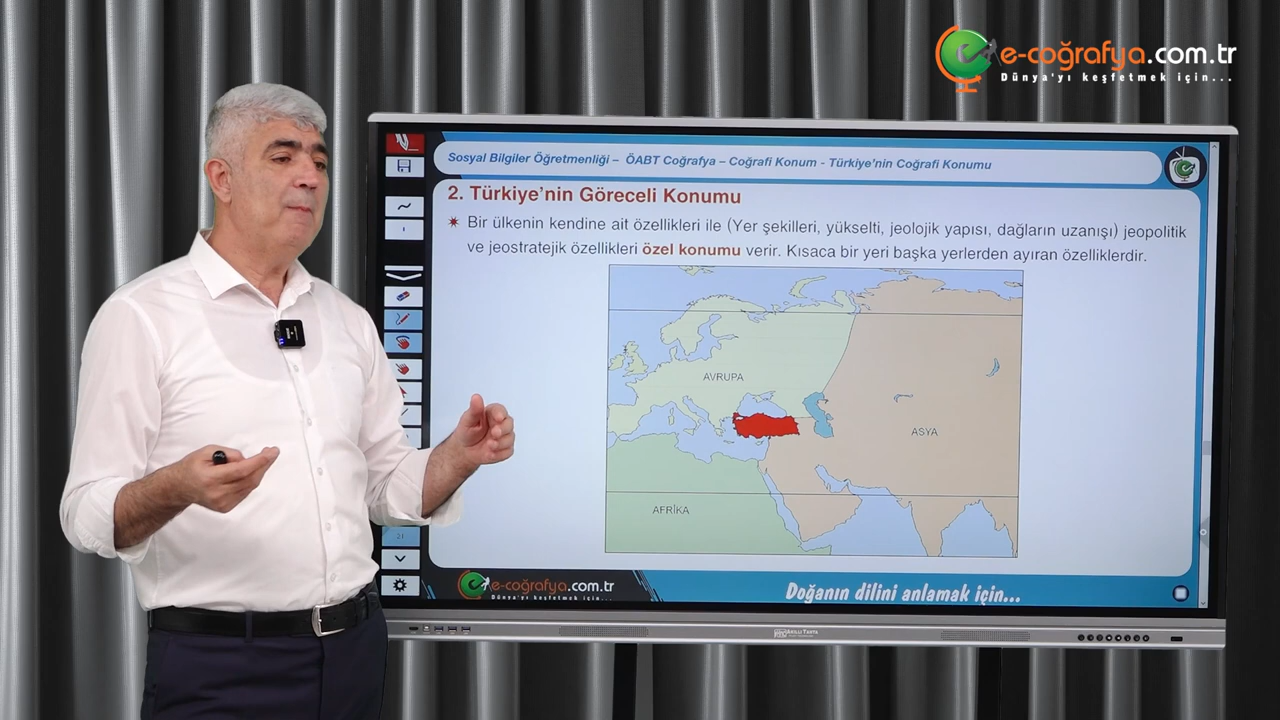 e-coğrafya.com.tr
Dünya'yı keşfetmek için...
Sosyal Bilgiler Öğretmenliği – ÖABT Coğrafya – Coğrafi Konum - Türkiye'nin Coğrafi Konumu
2. Türkiye'nin Göreceli Konumu
Bir ülkenin kendine ait özellikleri ile (Yer şekilleri, yükselti, jeolojik yapısı, dağların uzanışı) jeopolitik
ve jeostratejik özellikleri özel konumu verir. Kısaca bir yeri başka yerlerden ayıran özelliklerdir.
AVRUPA
ASYA
AFRİKA
21
e-coğrafya.com.tr
Dünya'yı keşfetmek için...
Doğanın dilini anlamak için...
AKILLI TAHTA